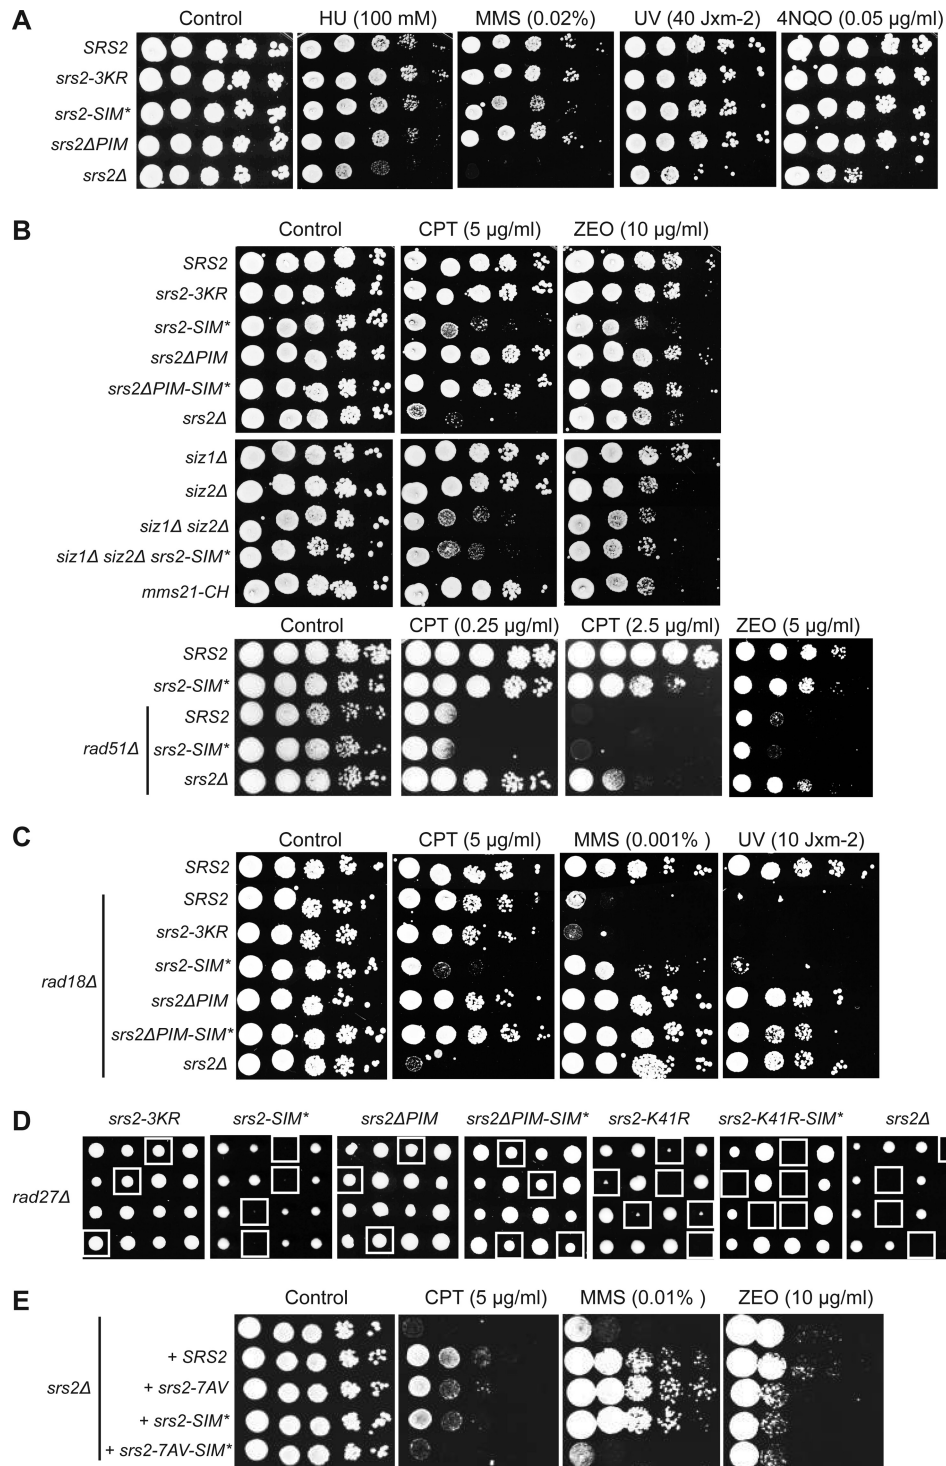 A
Control HU (100 mM) MMS (0.02%) UV (40 Jxm-2) 4NQO (0.05 µg/ml)
SRS2
srs2-3KR
srs2-SIM*
srs2ΔPIM
srs2Δ
B
Control CPT (5 µg/ml) ZEO (10 µg/ml)
SRS2
srs2-3KR
srs2-SIM*
srs2ΔPIM
srs2ΔPIM-SIM*
srs2Δ
siz1Δ
siz2Δ
siz1Δ siz2Δ
siz1Δ siz2Δ srs2-SIM*
mms21-CH
Control CPT (0.25 µg/ml) CPT (2.5 µg/ml) ZEO (5 µg/ml)
SRS2
srs2-SIM*
SRS2
rad51Δ srs2-SIM*
srs2Δ
C
Control CPT (5 µg/ml) MMS (0.001% ) UV (10 Jxm-2)
SRS2
SRS2
srs2-3KR
srs2-SIM*
rad18Δ
srs2ΔPIM
srs2ΔPIM-SIM*
srs2Δ
D
srs2-3KR srs2-SIM* srs2ΔPIM srs2ΔPIM-SIM* srs2-K41R srs2-K41R-SIM* srs2Δ
rad27Δ
E
Control CPT (5 µg/ml) MMS (0.01% ) ZEO (10 µg/ml)
+ SRS2
srs2Δ + srs2-7AV
+ srs2-SIM*
+ srs2-7AV-SIM*